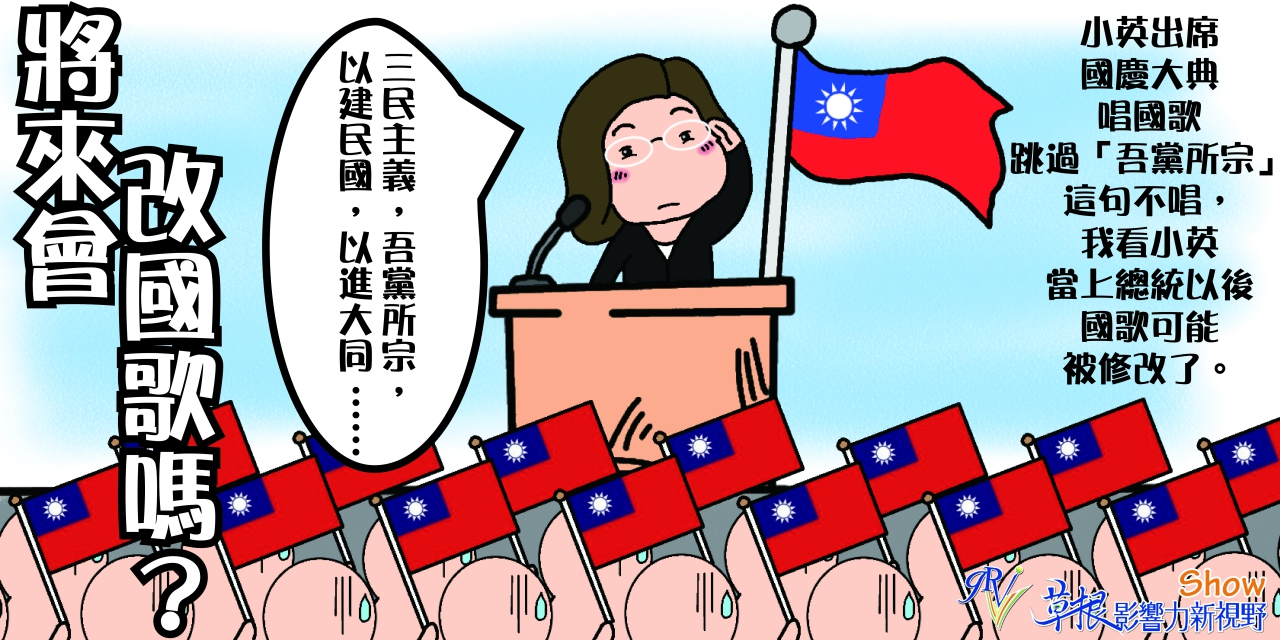 將來會
改國歌嗎？
三民主義，吾黨所宗，
以建民國，以進大同……
小英出席
國慶大典
唱國歌
跳過「吾黨所宗」
這句不唱，
我看小英
當上總統以後
國歌可能
被修改了。
GRV
Show
草根影響力新視野